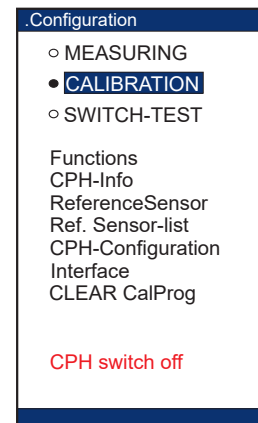 .Configuration
MEASURING
CALIBRATION
SWITCH-TEST
Functions
CPH-Info
ReferenceSensor
Ref. Sensor-list
CPH-Configuration
Interface
CLEAR CalProg
CPH switch off